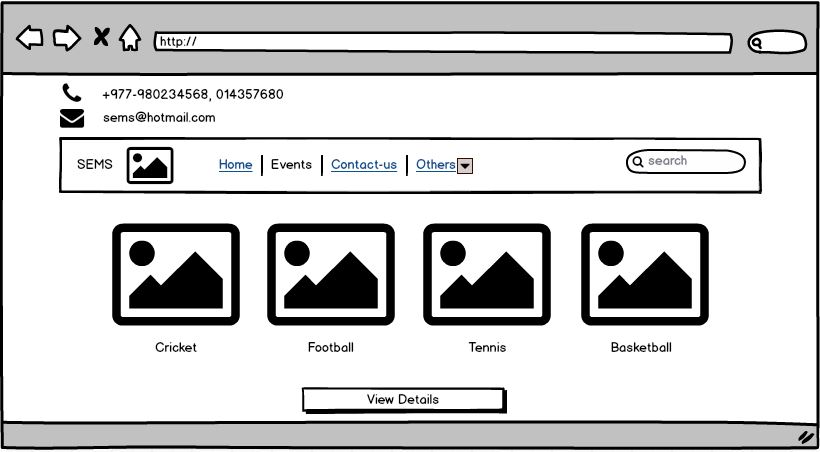 http://
+977-980234568, 014357680
sems@hotmail.com
SEMS Home Events Contact-us Others search
Cricket Football Tennis Basketball
View Details